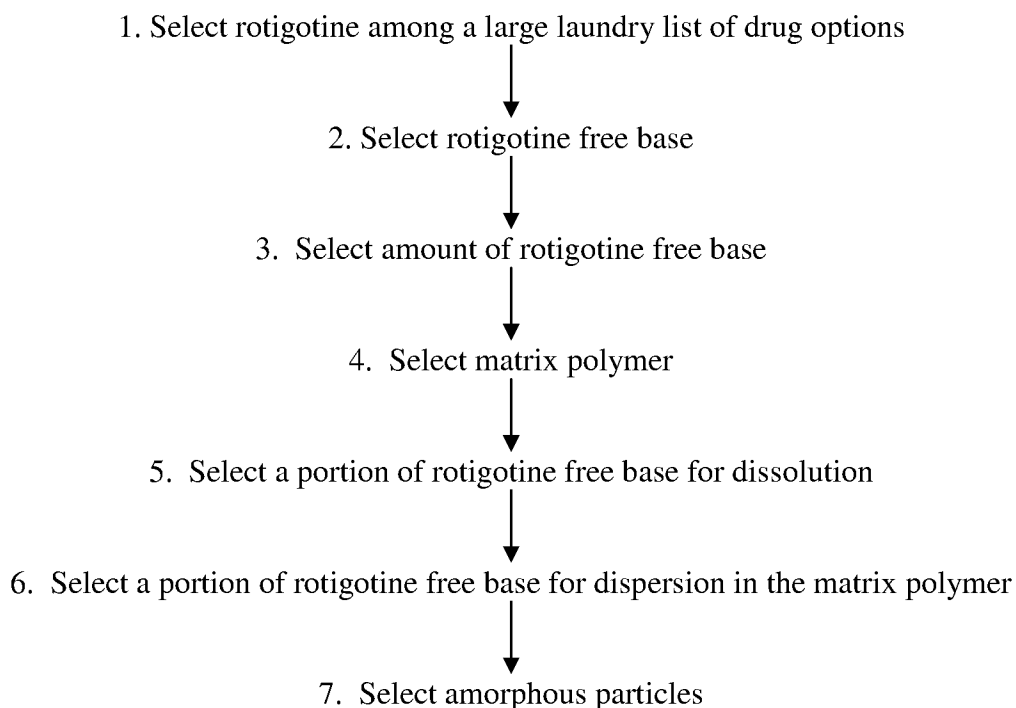 1. Select rotigotine among a large laundry list of drug options
2. Select rotigotine free base
3. Select amount of rotigotine free base
4. Select matrix polymer
5. Select a portion of rotigotine free base for dissolution
6. Select a portion of rotigotine free base for dispersion in the matrix polymer
7. Select amorphous particles